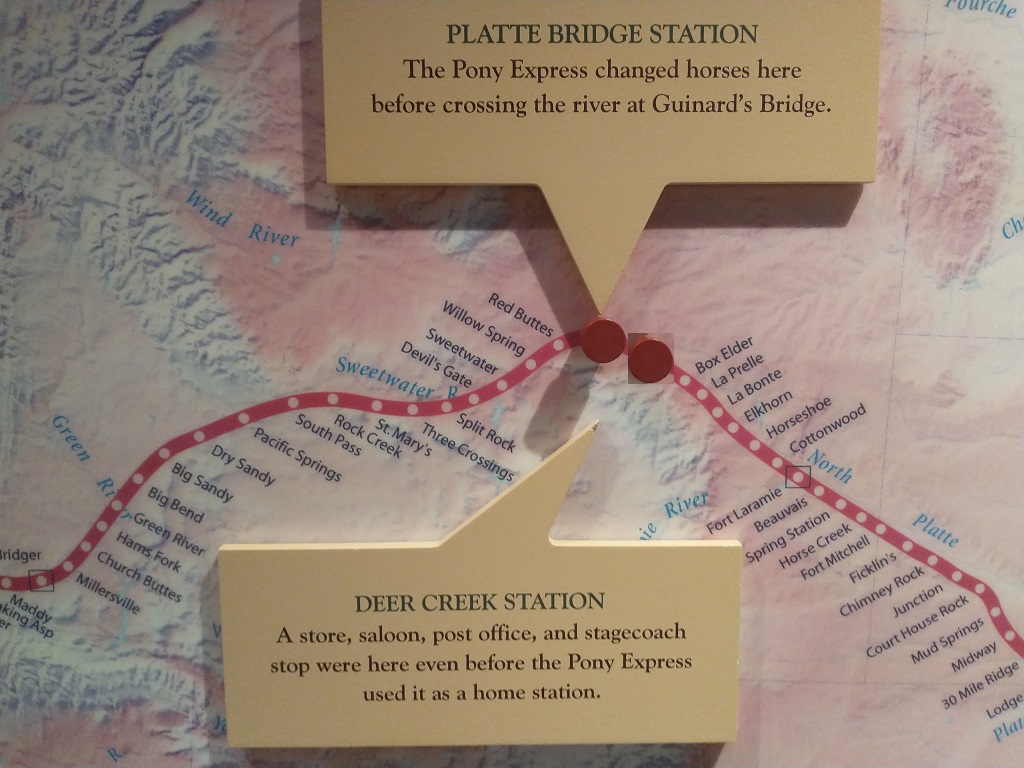 Fourche
PLATTE BRIDGE STATION
The Pony Express changed horses here
before crossing the river at Guinard's Bridge.
Wind River
Red Buttes
Willow Spring
Sweetwater
Devil's Gate
Sweetwater R
Box Elder
La Prelle
La Bonte
Elkhorn
Horseshoe
Cottonwood
Split Rock
Three Crossings
St. Mary's
Rock Creek
South Pass
Pacific Springs
Dry Sandy
Big Sandy
Big Bend
Green River
Hams Fork
Church Buttes
Millersville
Green
North
Platte
River
Fort Laramie
Beauvais
Spring Station
Horse Creek
Fort Mitchell
Ficklin's
Chimney Rock
Junction
Court House Rock
Mud Springs
Midway
30 Mile Ridge
Lodge
Maddy
DEER CREEK STATION
A store, saloon, post office, and stagecoach
stop were here even before the Pony Express
used it as a home station.
R.